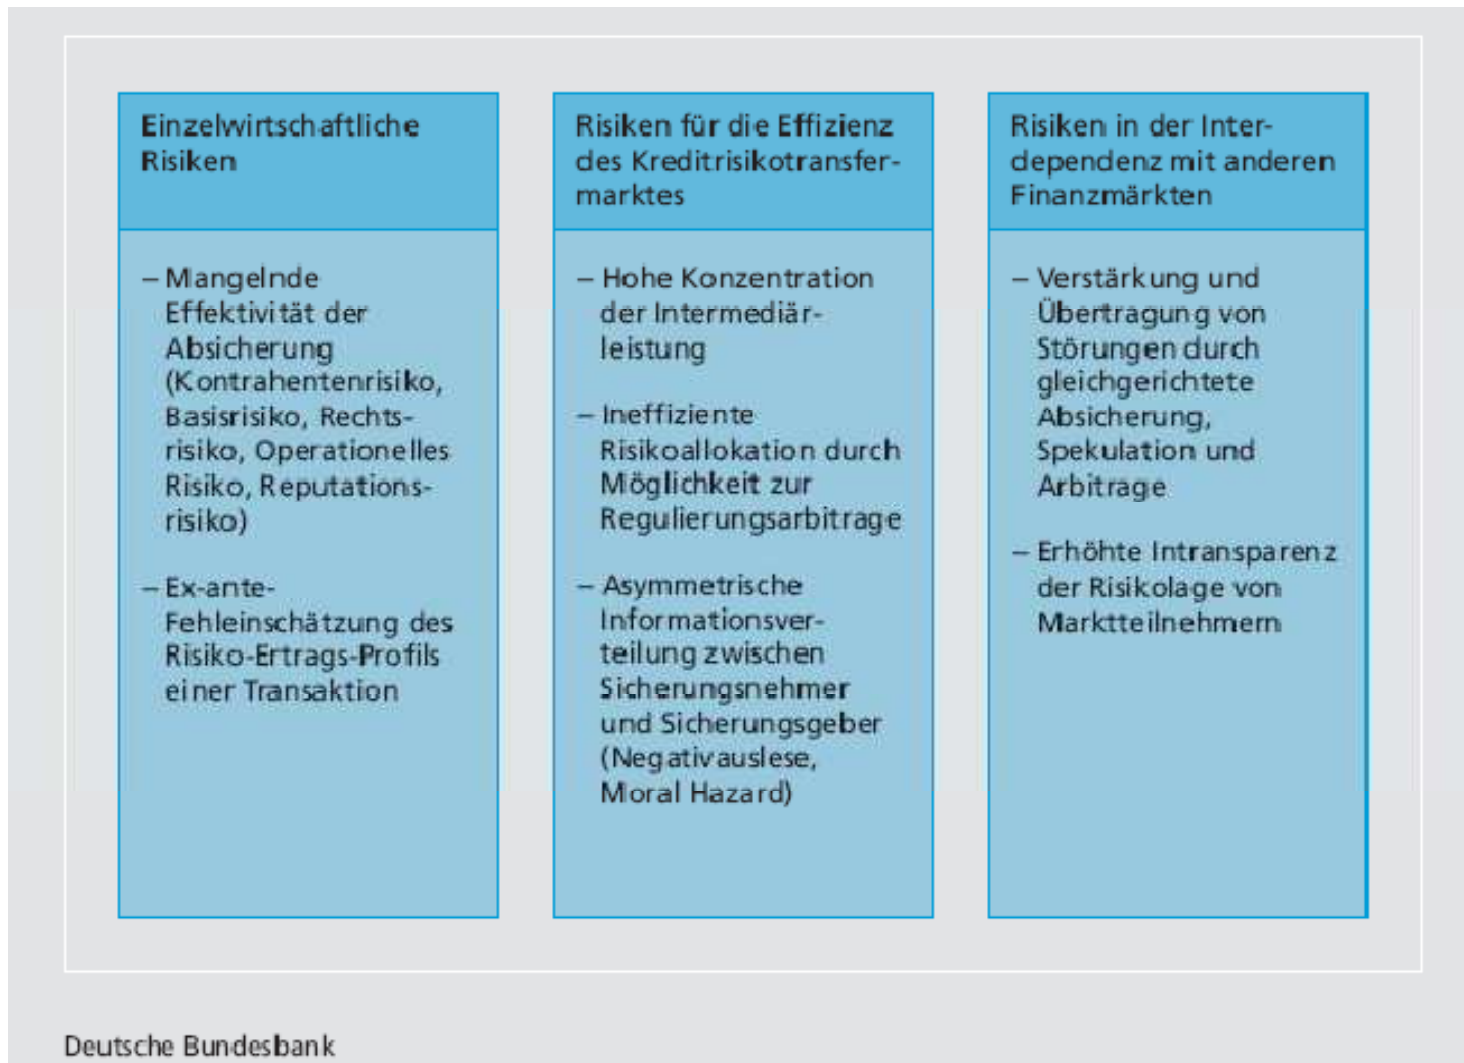 Einzelwirtschaftliche
Risiken
– Mangelnde
Effektivität der
Absicherung
(Kontrahentenrisiko,
Basisrisiko, Rechts-
risiko, Operationelles
Risiko, Reputations-
risiko)
– Ex-ante-
Fehleinschätzung des
Risiko-Ertrags-Profils
einer Transaktion
Risiken für die Effizienz
des Kreditrisikotransfer-
marktes
– Hohe Konzentration
der Intermediär-
leistung
– Ineffiziente
Risikoallokation durch
Möglichkeit zur
Regulierungsarbitrage
– Asymmetrische
Informationsver-
teilung zwischen
Sicherungsnehmer
und Sicherungsgeber
(Negativauslese,
Moral Hazard)
Risiken in der Inter-
dependenz mit anderen
Finanzmärkten
– Verstärkung und
Übertragung von
Störungen durch
gleichgerichtete
Absicherung,
Spekulation und
Arbitrage
– Erhöhte Intransparenz
der Risikolage von
Marktteilnehmern
Deutsche Bundesbank